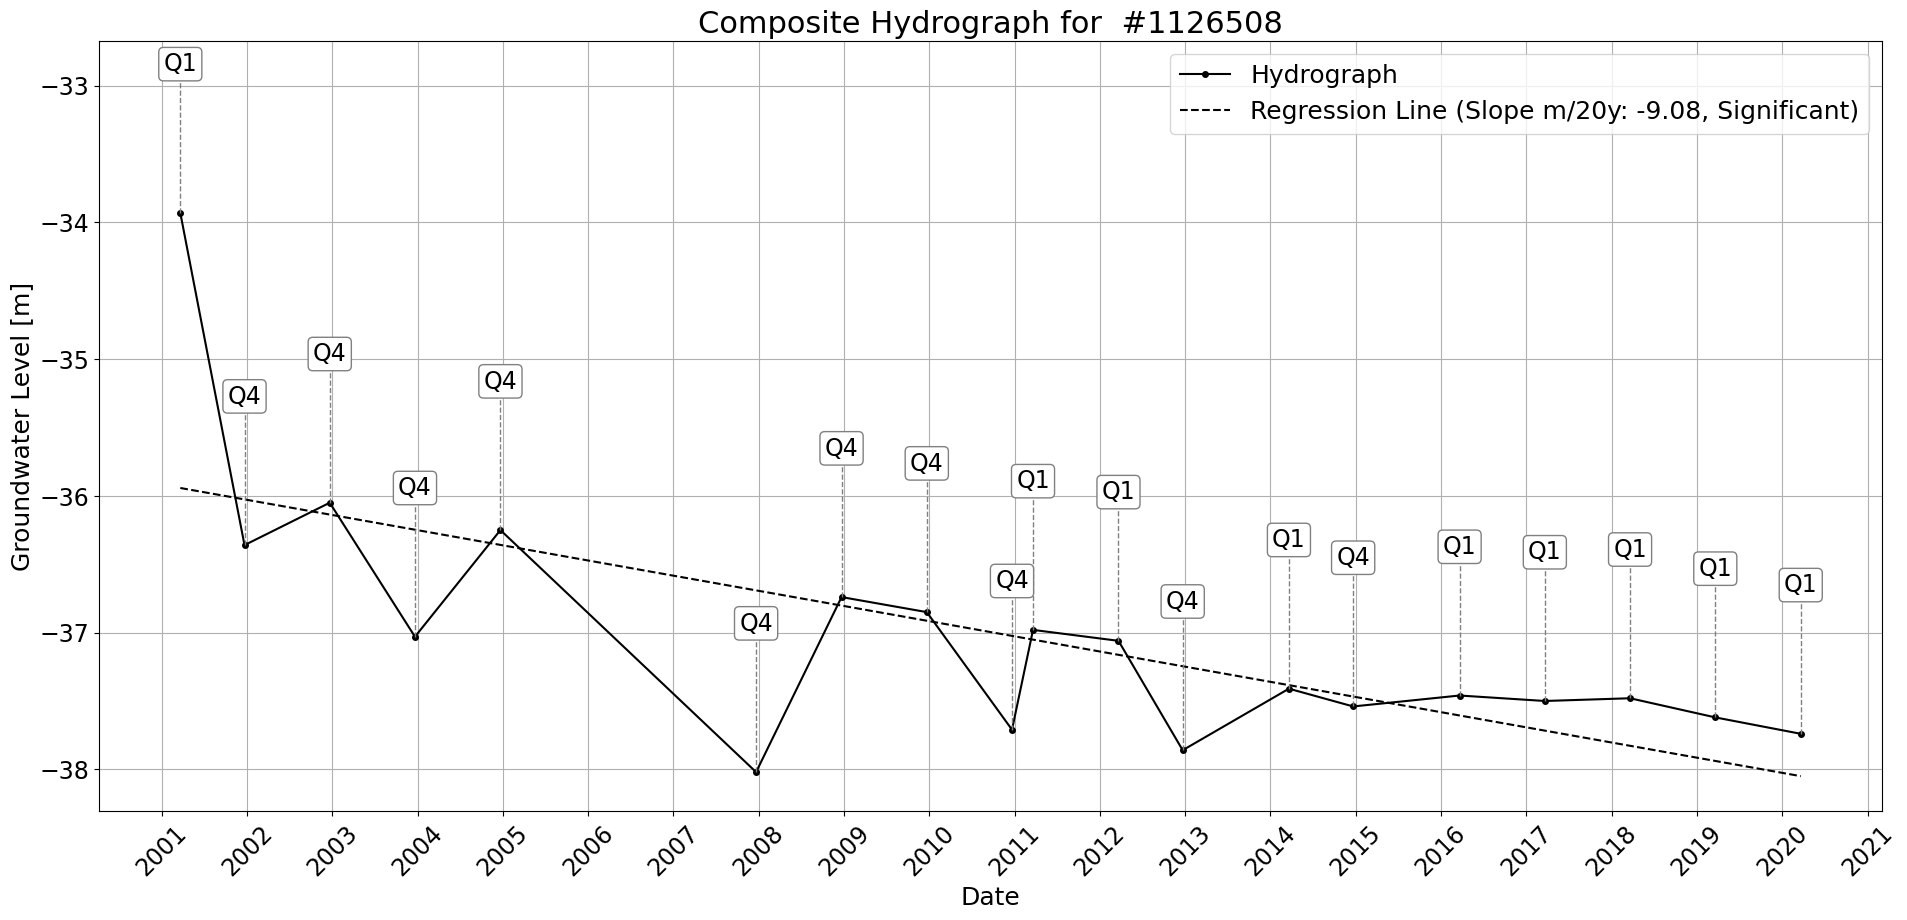 Composite Hydrograph for  #1126508
Hydrograph
Regression Line (Slope m/20y: -9.08, Significant)
Groundwater Level [m]
−33
−34
−35
−36
−37
−38
Q1
Q4
Q4
Q4
Q4
Q4
Q4
Q4
Q4
Q1
Q1
Q4
Q1
Q4
Q1
Q1
Q1
Q1
Q1
2001
2002
2003
2004
2005
2006
2007
2008
2009
2010
2011
2012
2013
2014
2015
2016
2017
2018
2019
2020
2021
Date